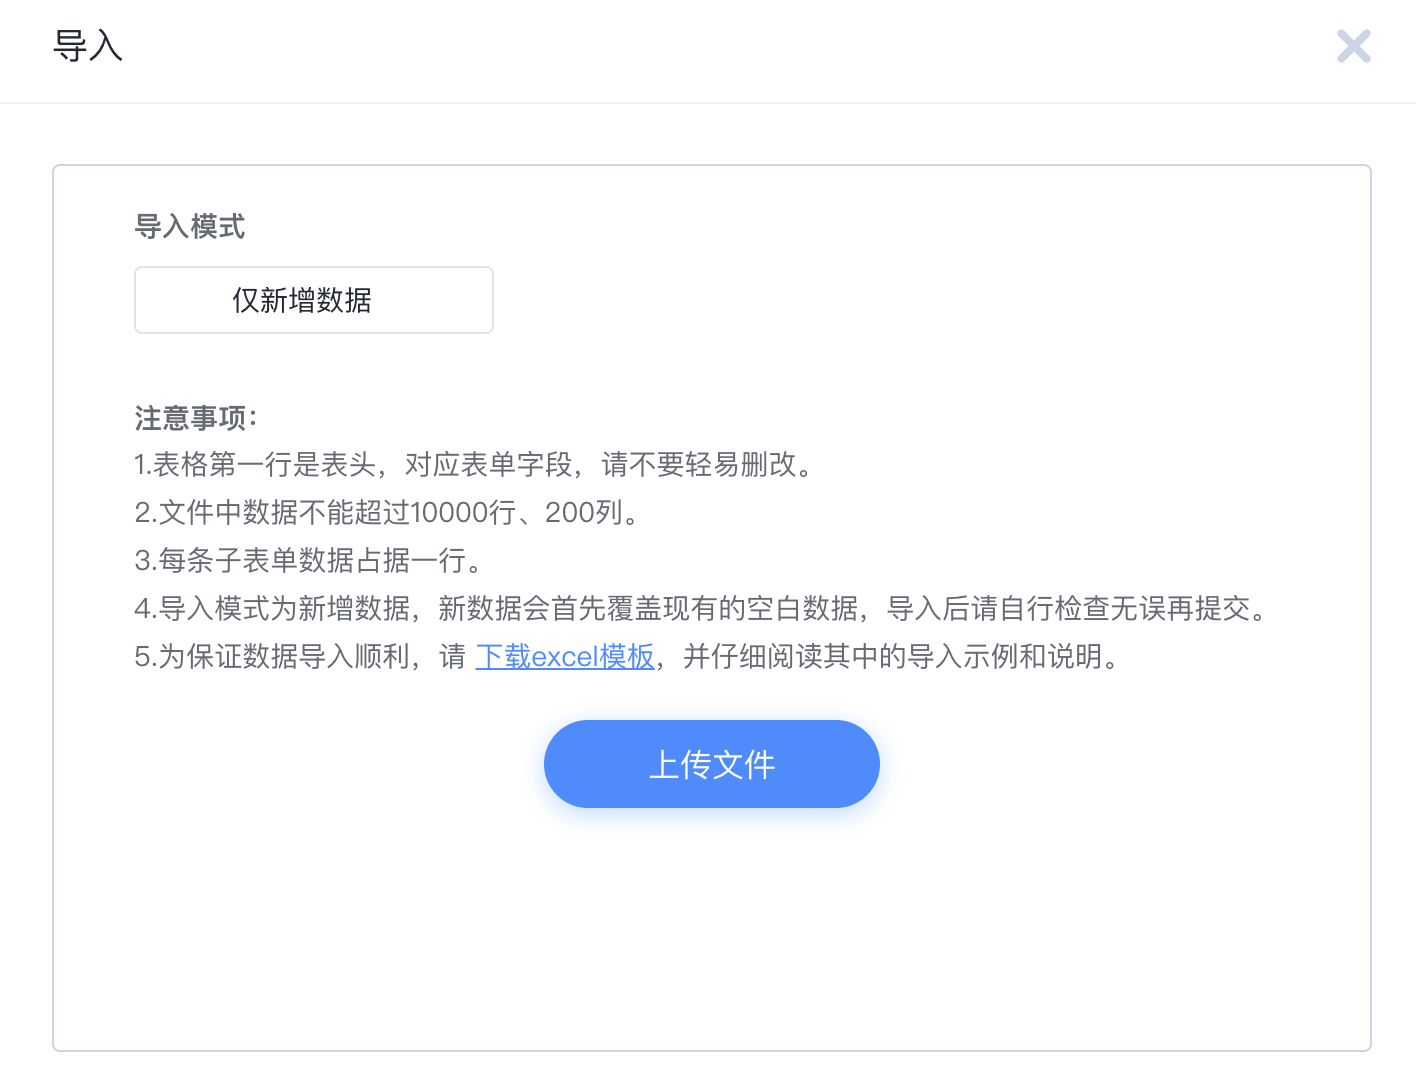 导入
导入模式
仅新增数据
注意事项：
1.表格第一行是表头，对应表单字段，请不要轻易删改。
2.文件中数据不能超过10000行、200列。
3.每条子表单数据占据一行。
4.导入模式为新增数据，新数据会首先覆盖现有的空白数据，导入后请自行检查无误再提交。
5.为保证数据导入顺利，请 下载excel模板，并仔细阅读其中的导入示例和说明。
上传文件